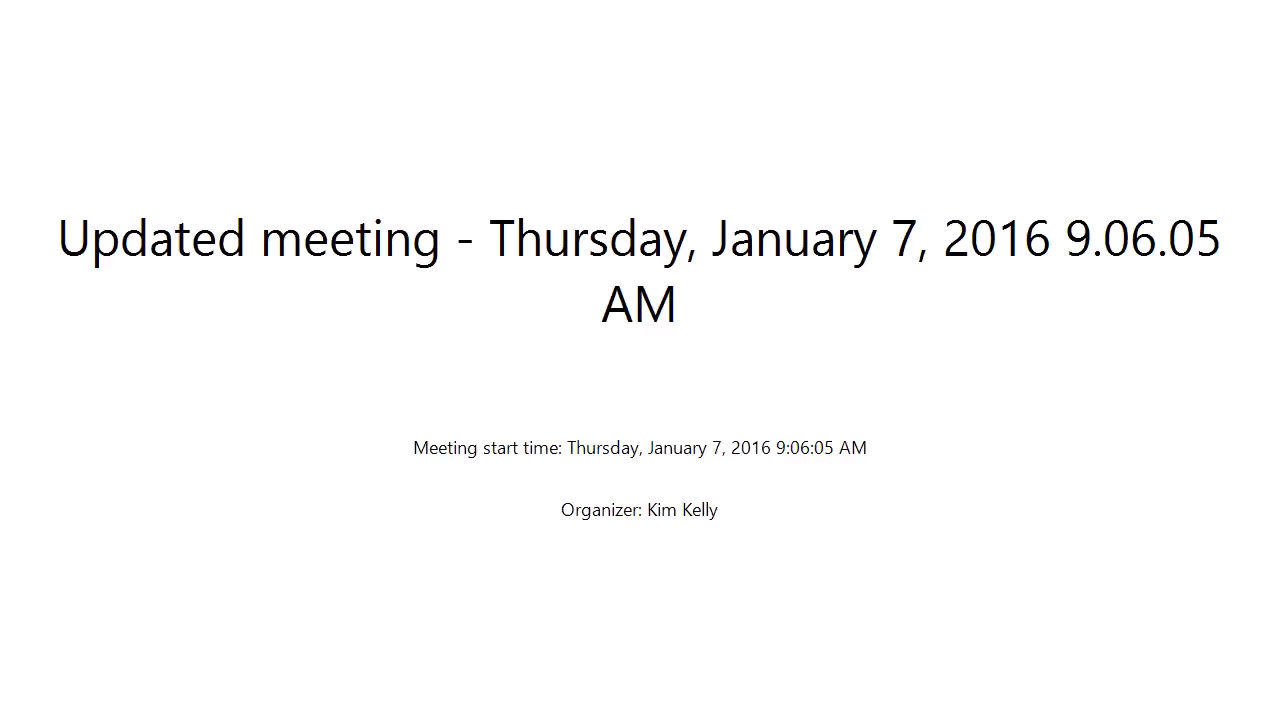 Updated meeting - Thursday, January 7, 2016 9.06.05
AM
Meeting start time: Thursday, January 7, 2016 9:06:05 AM
Organizer: Kim Kelly